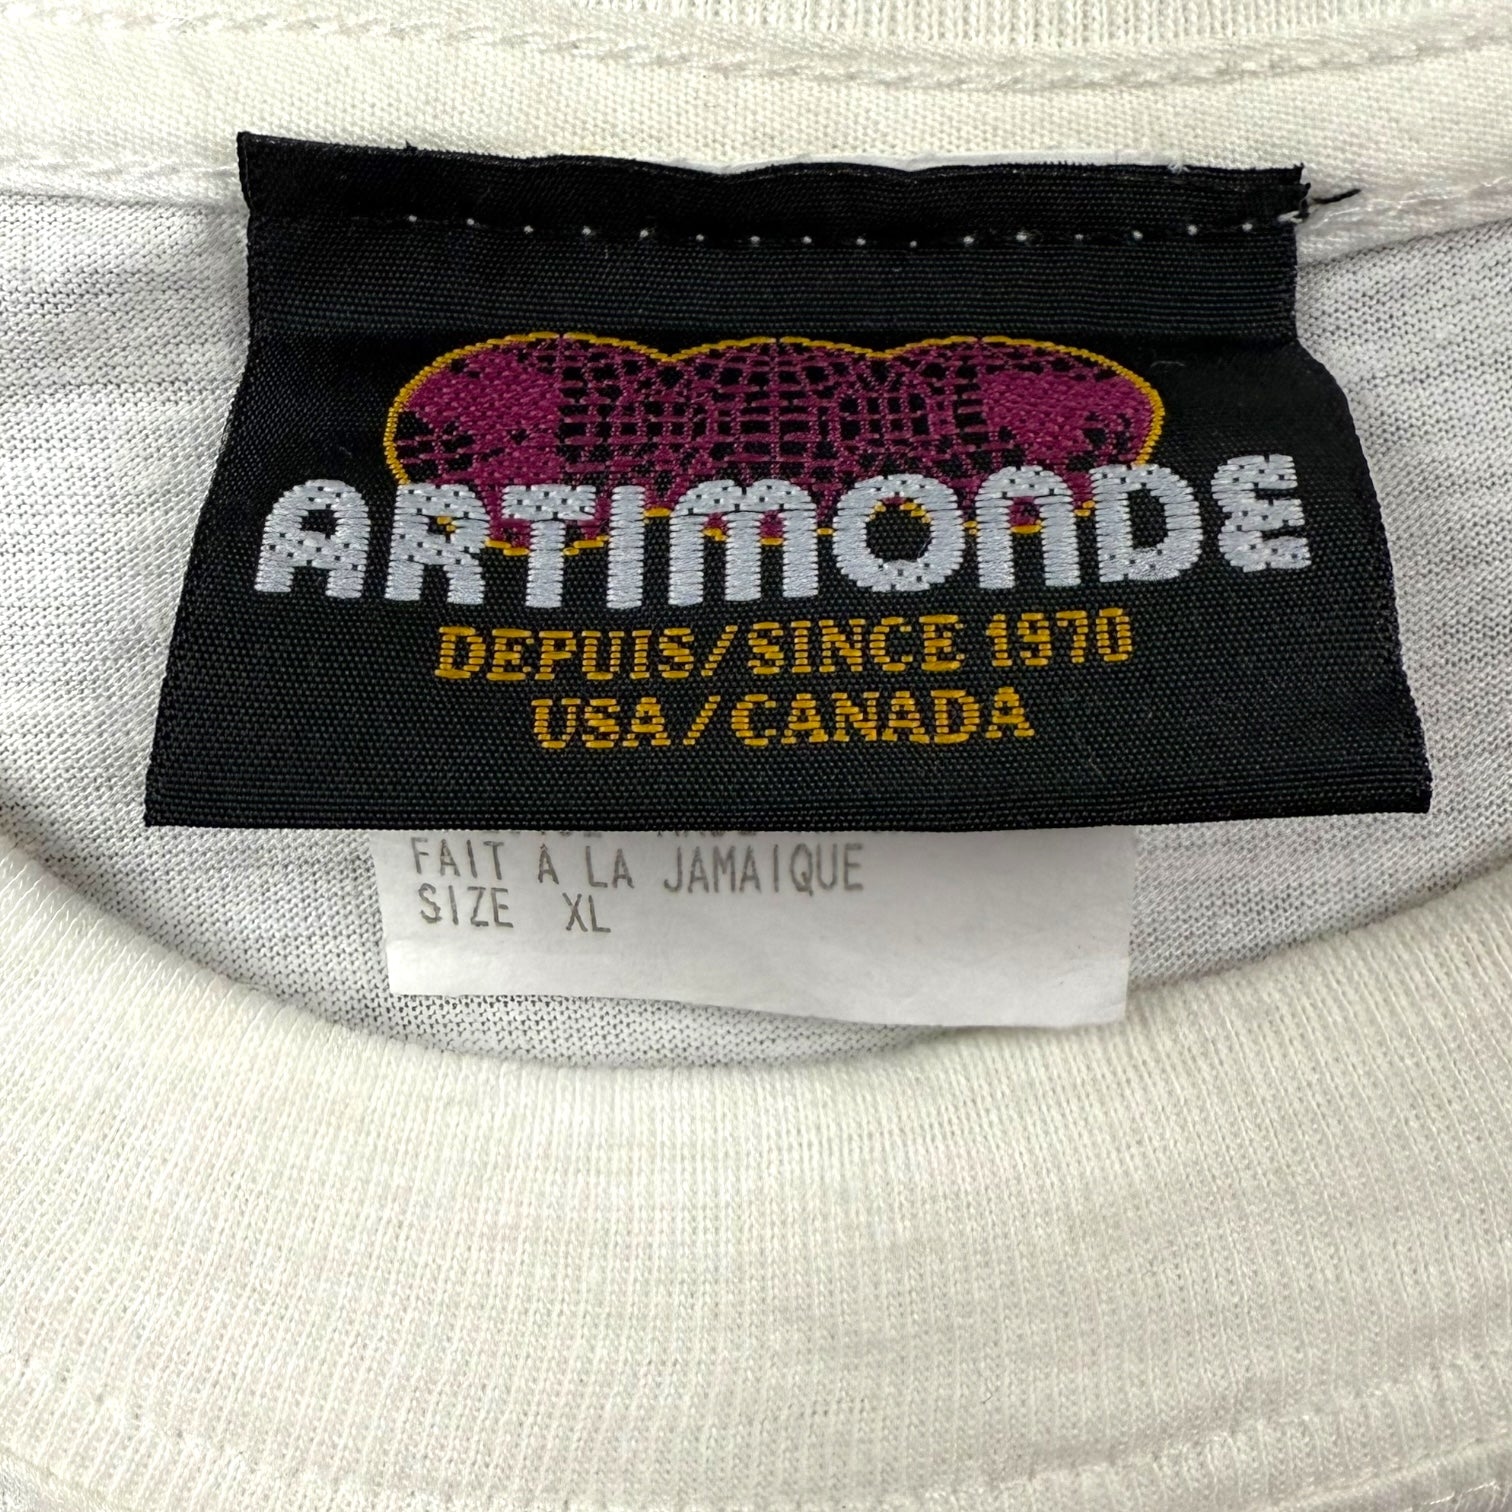 ARTIMONDE
DEPUIS/SINCE 1970
USA/CANADA
FAIT A LA JAMAIQUE
SIZE XL